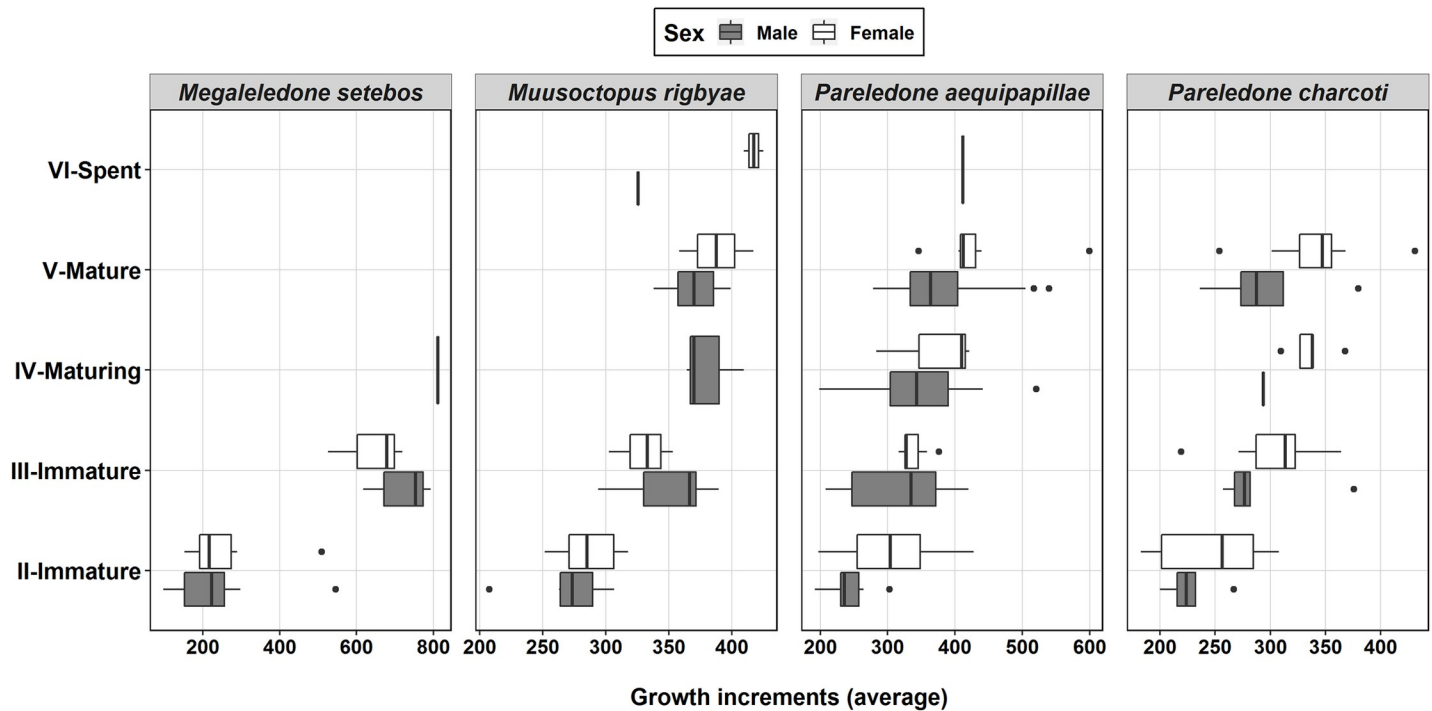 Sex Male Female
Megaleledone setebos Muusoctopus rigbyae Pareledone aequipapillae Pareledone charcoti
VI-Spent
V-Mature
IV-Maturing
III-Immature
II-Immature
200 400 600 800 200 250 300 350 400 200 300 400 500 600 200 250 300 350 400
Growth increments (average)